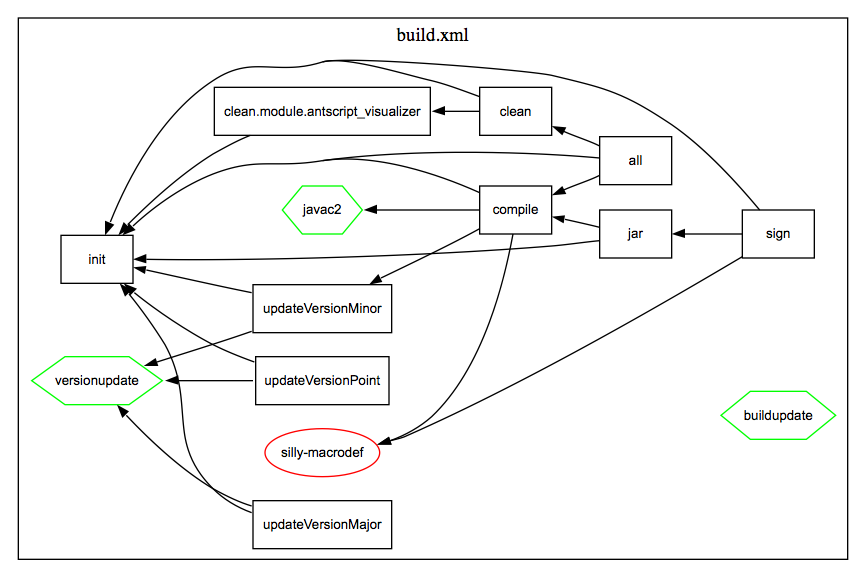 build.xml
clean.module.antscript_visualizer
clean
all
javac2
compile
jar
sign
init
updateVersionMinor
versionupdate
updateVersionPoint
buildupdate
silly-macrodef
updateVersionMajor